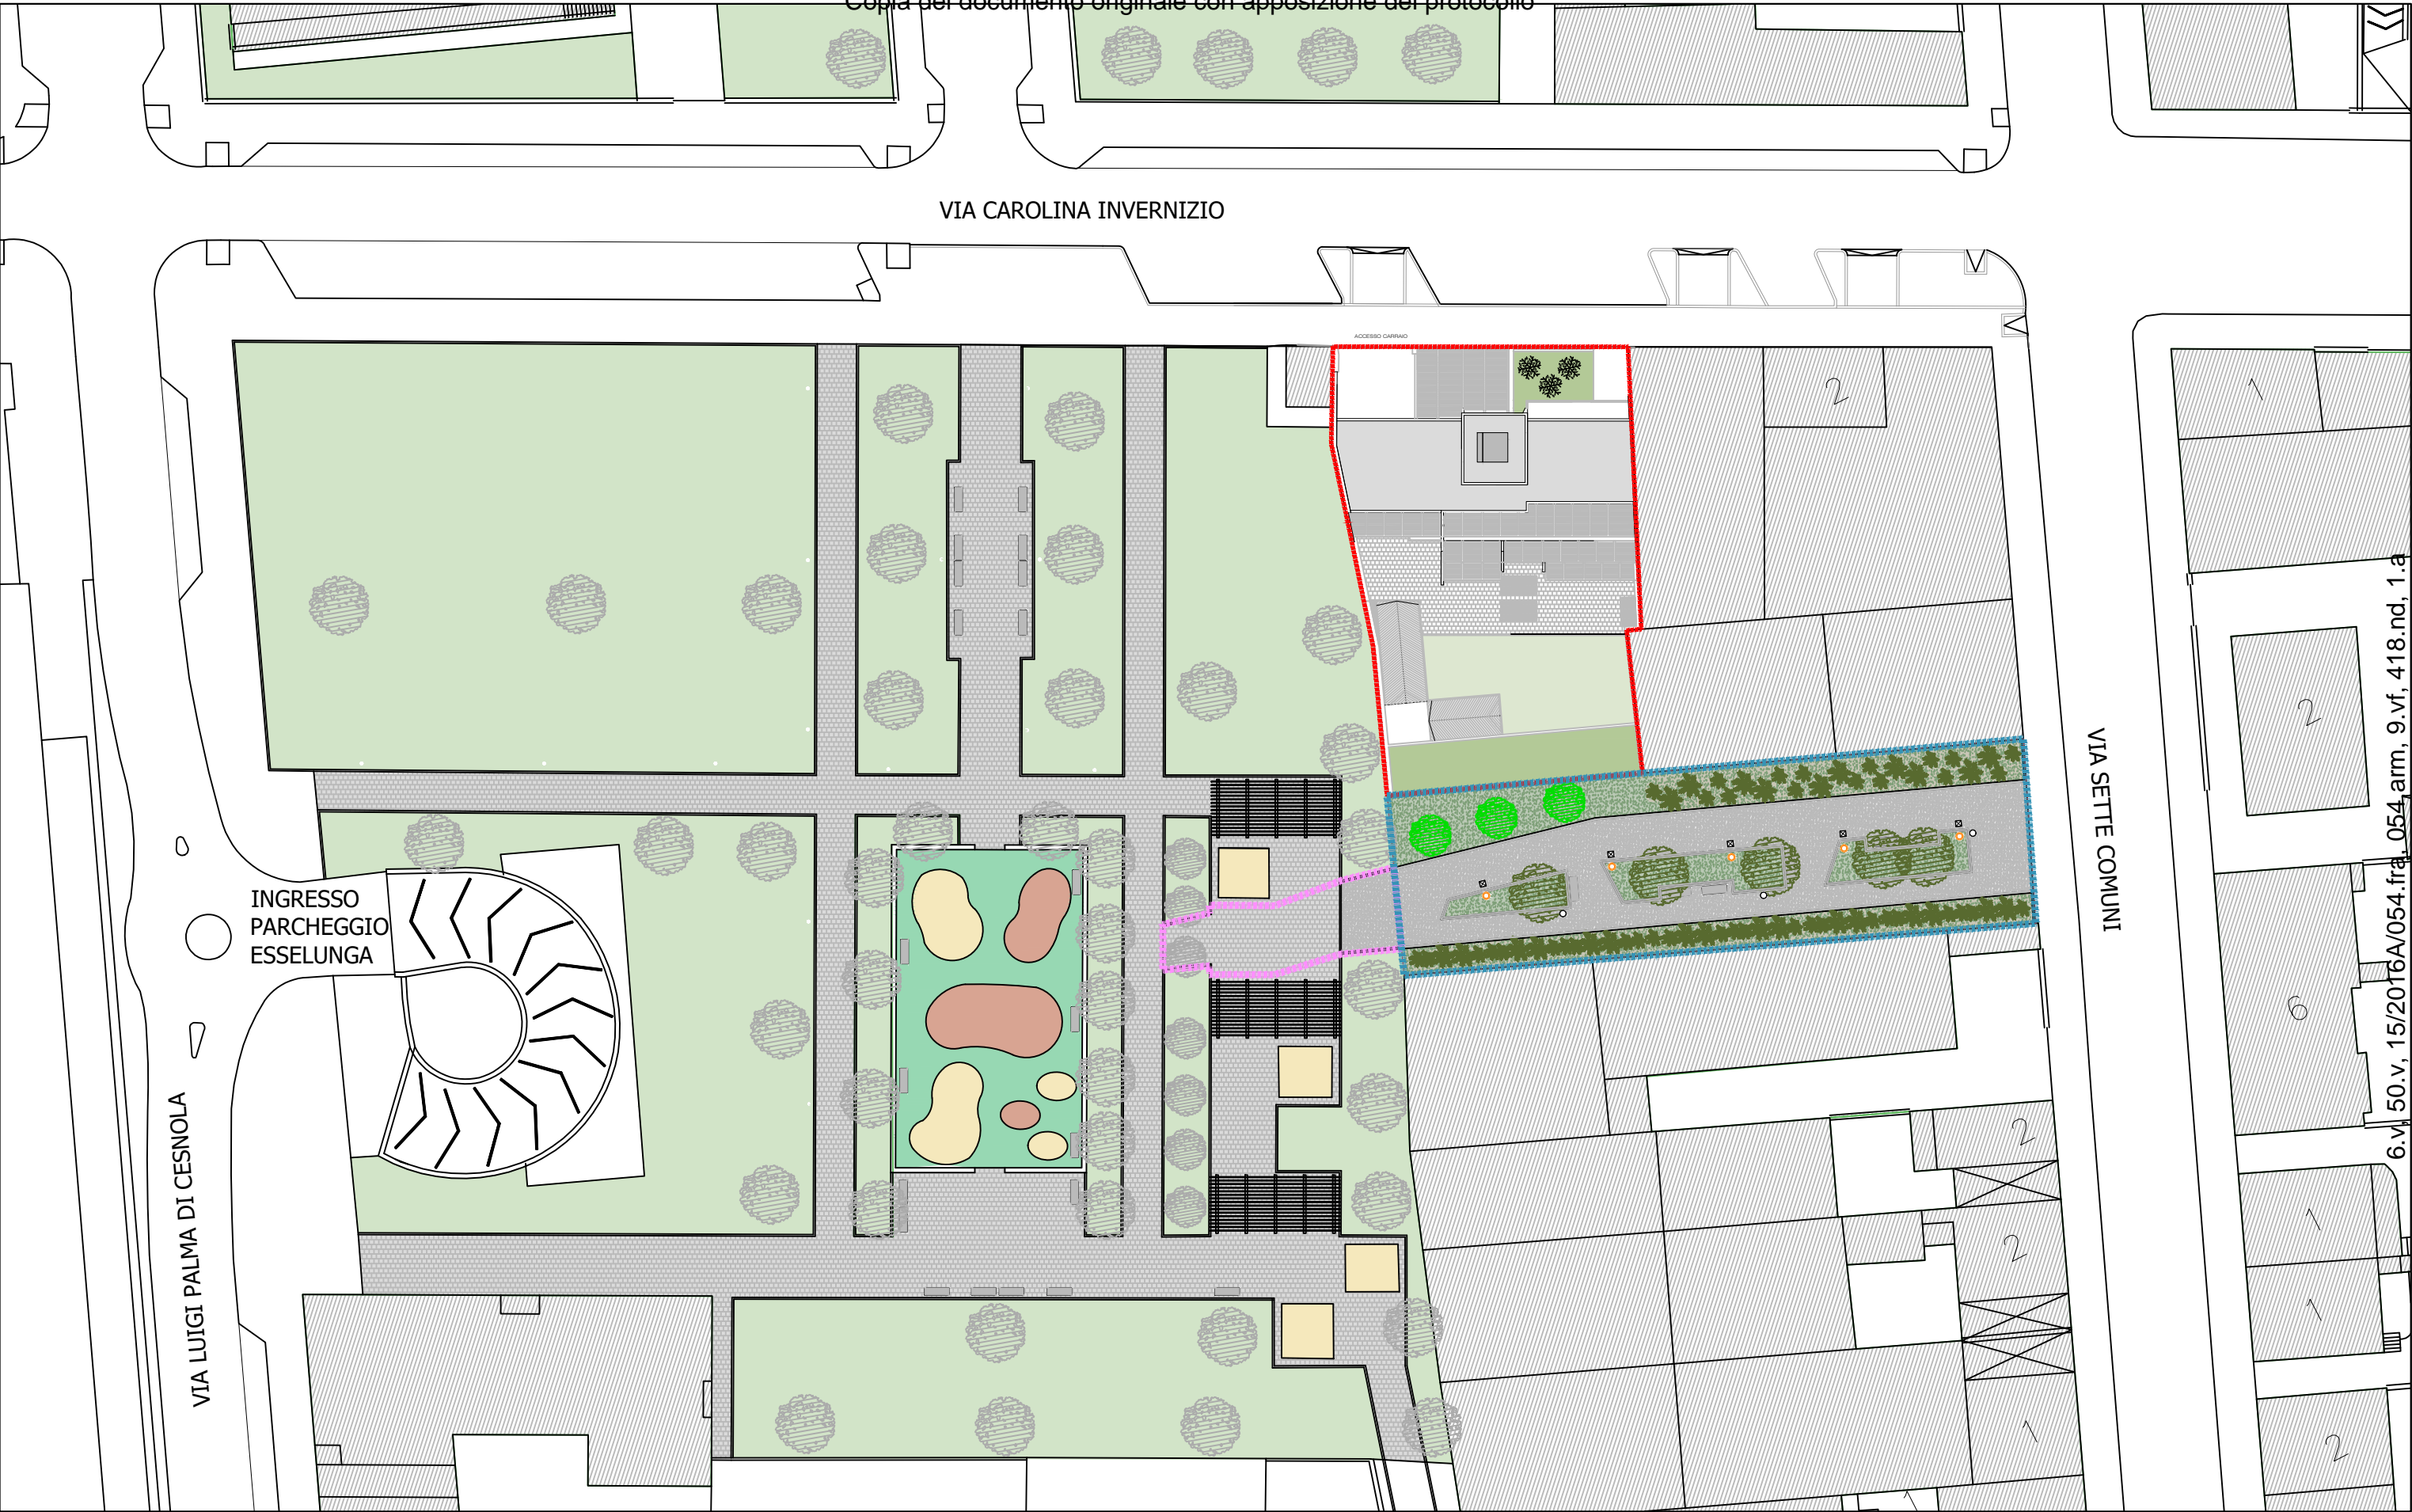 Copia del documento originale con apposizione del protocollo
VIA CAROLINA INVERNIZIO
ACCESSO CARRAIO
2
1
2
VIA SETTE COMUNI
6.v, 50.v, 15/2016A/054.fra, 054.arm, 9.vf, 418.nd, 1.a
INGRESSO
PARCHEGGIO
ESSELUNGA
6
VIA LUIGI PALMA DI CESNOLA
2
1
2
1
1
2
1